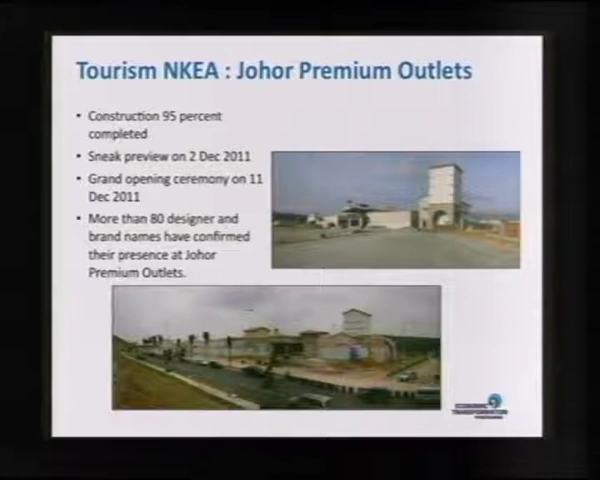 Tourism NKEA : Johor Premium Outlets
• Construction 95 percent
completed
• Sneak preview on 2 Dec 2011
• Grand opening ceremony on 11
Dec 2011
• More than 80 designer and
brand names have confirmed
their presence at Johor
Premium Outlets.